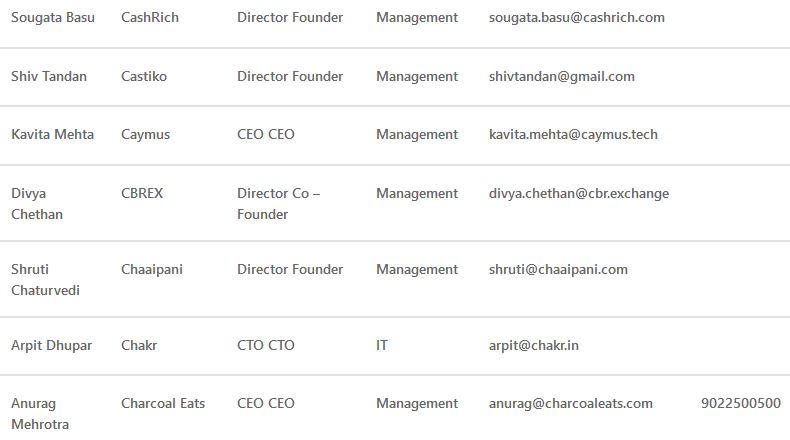 Sougata Basu CashRich Director Founder Management sougata.basu@cashrich.com
Shiv Tandan Castiko Director Founder Management shivtandan@gmail.com
Kavita Mehta Caymus CEO CEO Management kavita.mehta@caymus.tech
Divya CBREX Director Co – Management divya.chethan@cbr.exchange
Chethan Founder
Shruti Chaaipani Director Founder Management shruti@chaaipani.com
Chaturvedi
Arpit Dhupar Chakr CTO CTO IT arpit@chakr.in
Anurag Charcoal Eats CEO CEO Management anurag@charcoaleats.com 9022500500
Mehrotra